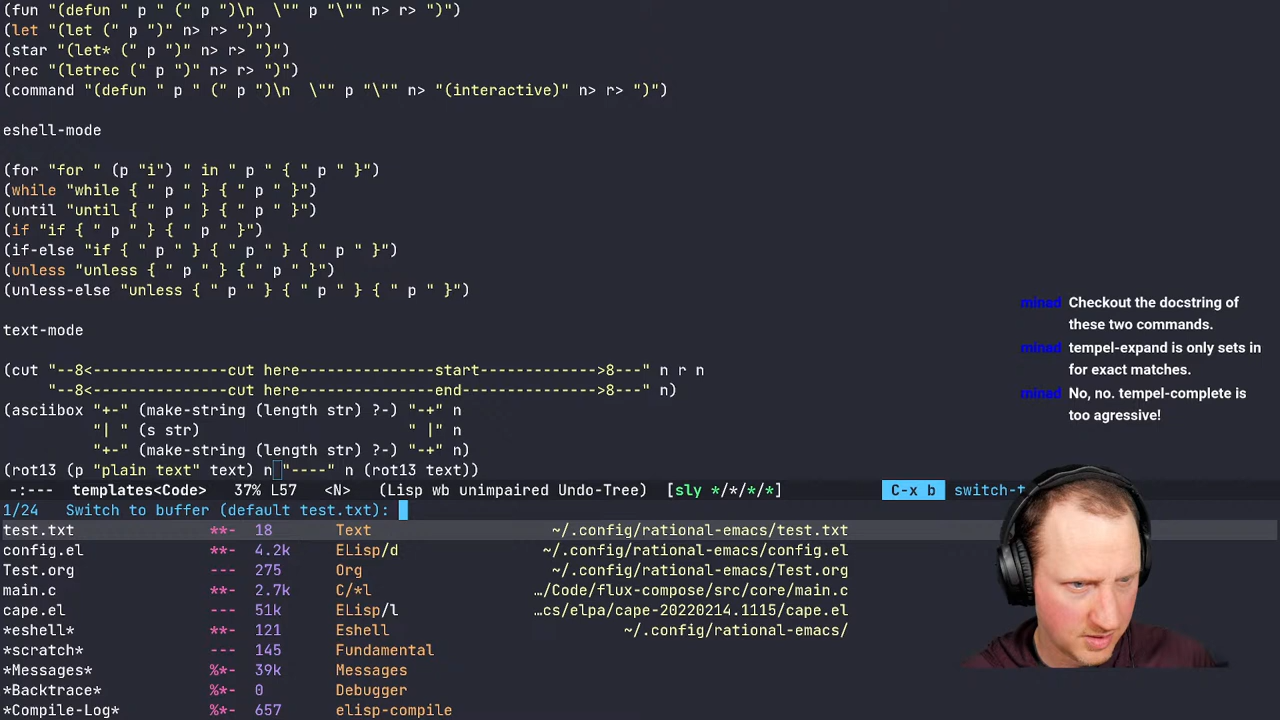 (fun "(defun " p " (" p ")\n  \"" p "\"" n> r> ")")
(let "(let (" p ")" n> r> ")")
(star "(let* (" p ")" n> r> ")")
(rec "(letrec (" p ")" n> r> ")")
(command "(defun " p " (" p ")\n  \"" p "\"" n> "(interactive)" n> r> ")")
eshell-mode
(for "for " (p "i") " in " p " { " p " }")
(while "while { " p " } { " p " }")
(until "until { " p " } { " p " }")
(if "if { " p " } { " p " }")
(if-else "if { " p " } { " p " } { " p " }")
(unless "unless { " p " } { " p " }")
(unless-else "unless { " p " } { " p " } { " p " }")
text-mode
(cut "--8<---------------cut here---------------start------------->8---" n r n
"--8<---------------cut here---------------end--------------->8---" n)
(asciibox "+-" (make-string (length str) ?-) "-+" n
"| " (s str) " |" n
"+-" (make-string (length str) ?-) "-+" n)
(rot13 (p "plain text" text) n "----" n (rot13 text))
-:--- templates<Code> 37% L57 <N> (Lisp wb unimpaired Undo-Tree) [sly */*/*/*] C-x b switch-t
1/24 Switch to buffer (default test.txt):
test.txt **- 18 Text ~/.config/rational-emacs/test.txt
config.el **- 4.2k ELisp/d ~/.config/rational-emacs/config.el
Test.org --- 275 Org ~/.config/rational-emacs/Test.org
main.c **- 2.7k C/*l …/Code/flux-compose/src/core/main.c
cape.el --- 51k ELisp/l …cs/elpa/cape-20220214.1115/cape.el
*eshell* **- 121 Eshell ~/.config/rational-emacs/
*scratch* --- 145 Fundamental
*Messages* %*- 39k Messages
*Backtrace* %*- 0 Debugger
*Compile-Log* %*- 657 elisp-compile
minad Checkout the docstring of
these two commands.
minad tempel-expand is only sets in
for exact matches.
minad No, no. tempel-complete is
too agressive!